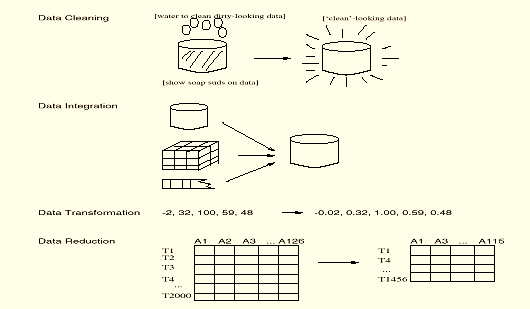 Data Cleaning
[water to clean dirty-looking data]
['clean'-looking data]
[show soap suds on data]
Data Integration
Data Transformation
-2, 32, 100, 59, 48
-0.02, 0.32, 1.00, 0.59, 0.48
Data Reduction
A1 A2 A3 ... A126
T1
T2
T3
T4
...
T2000
A1 A3 ... A115
T1
T4
...
T1456